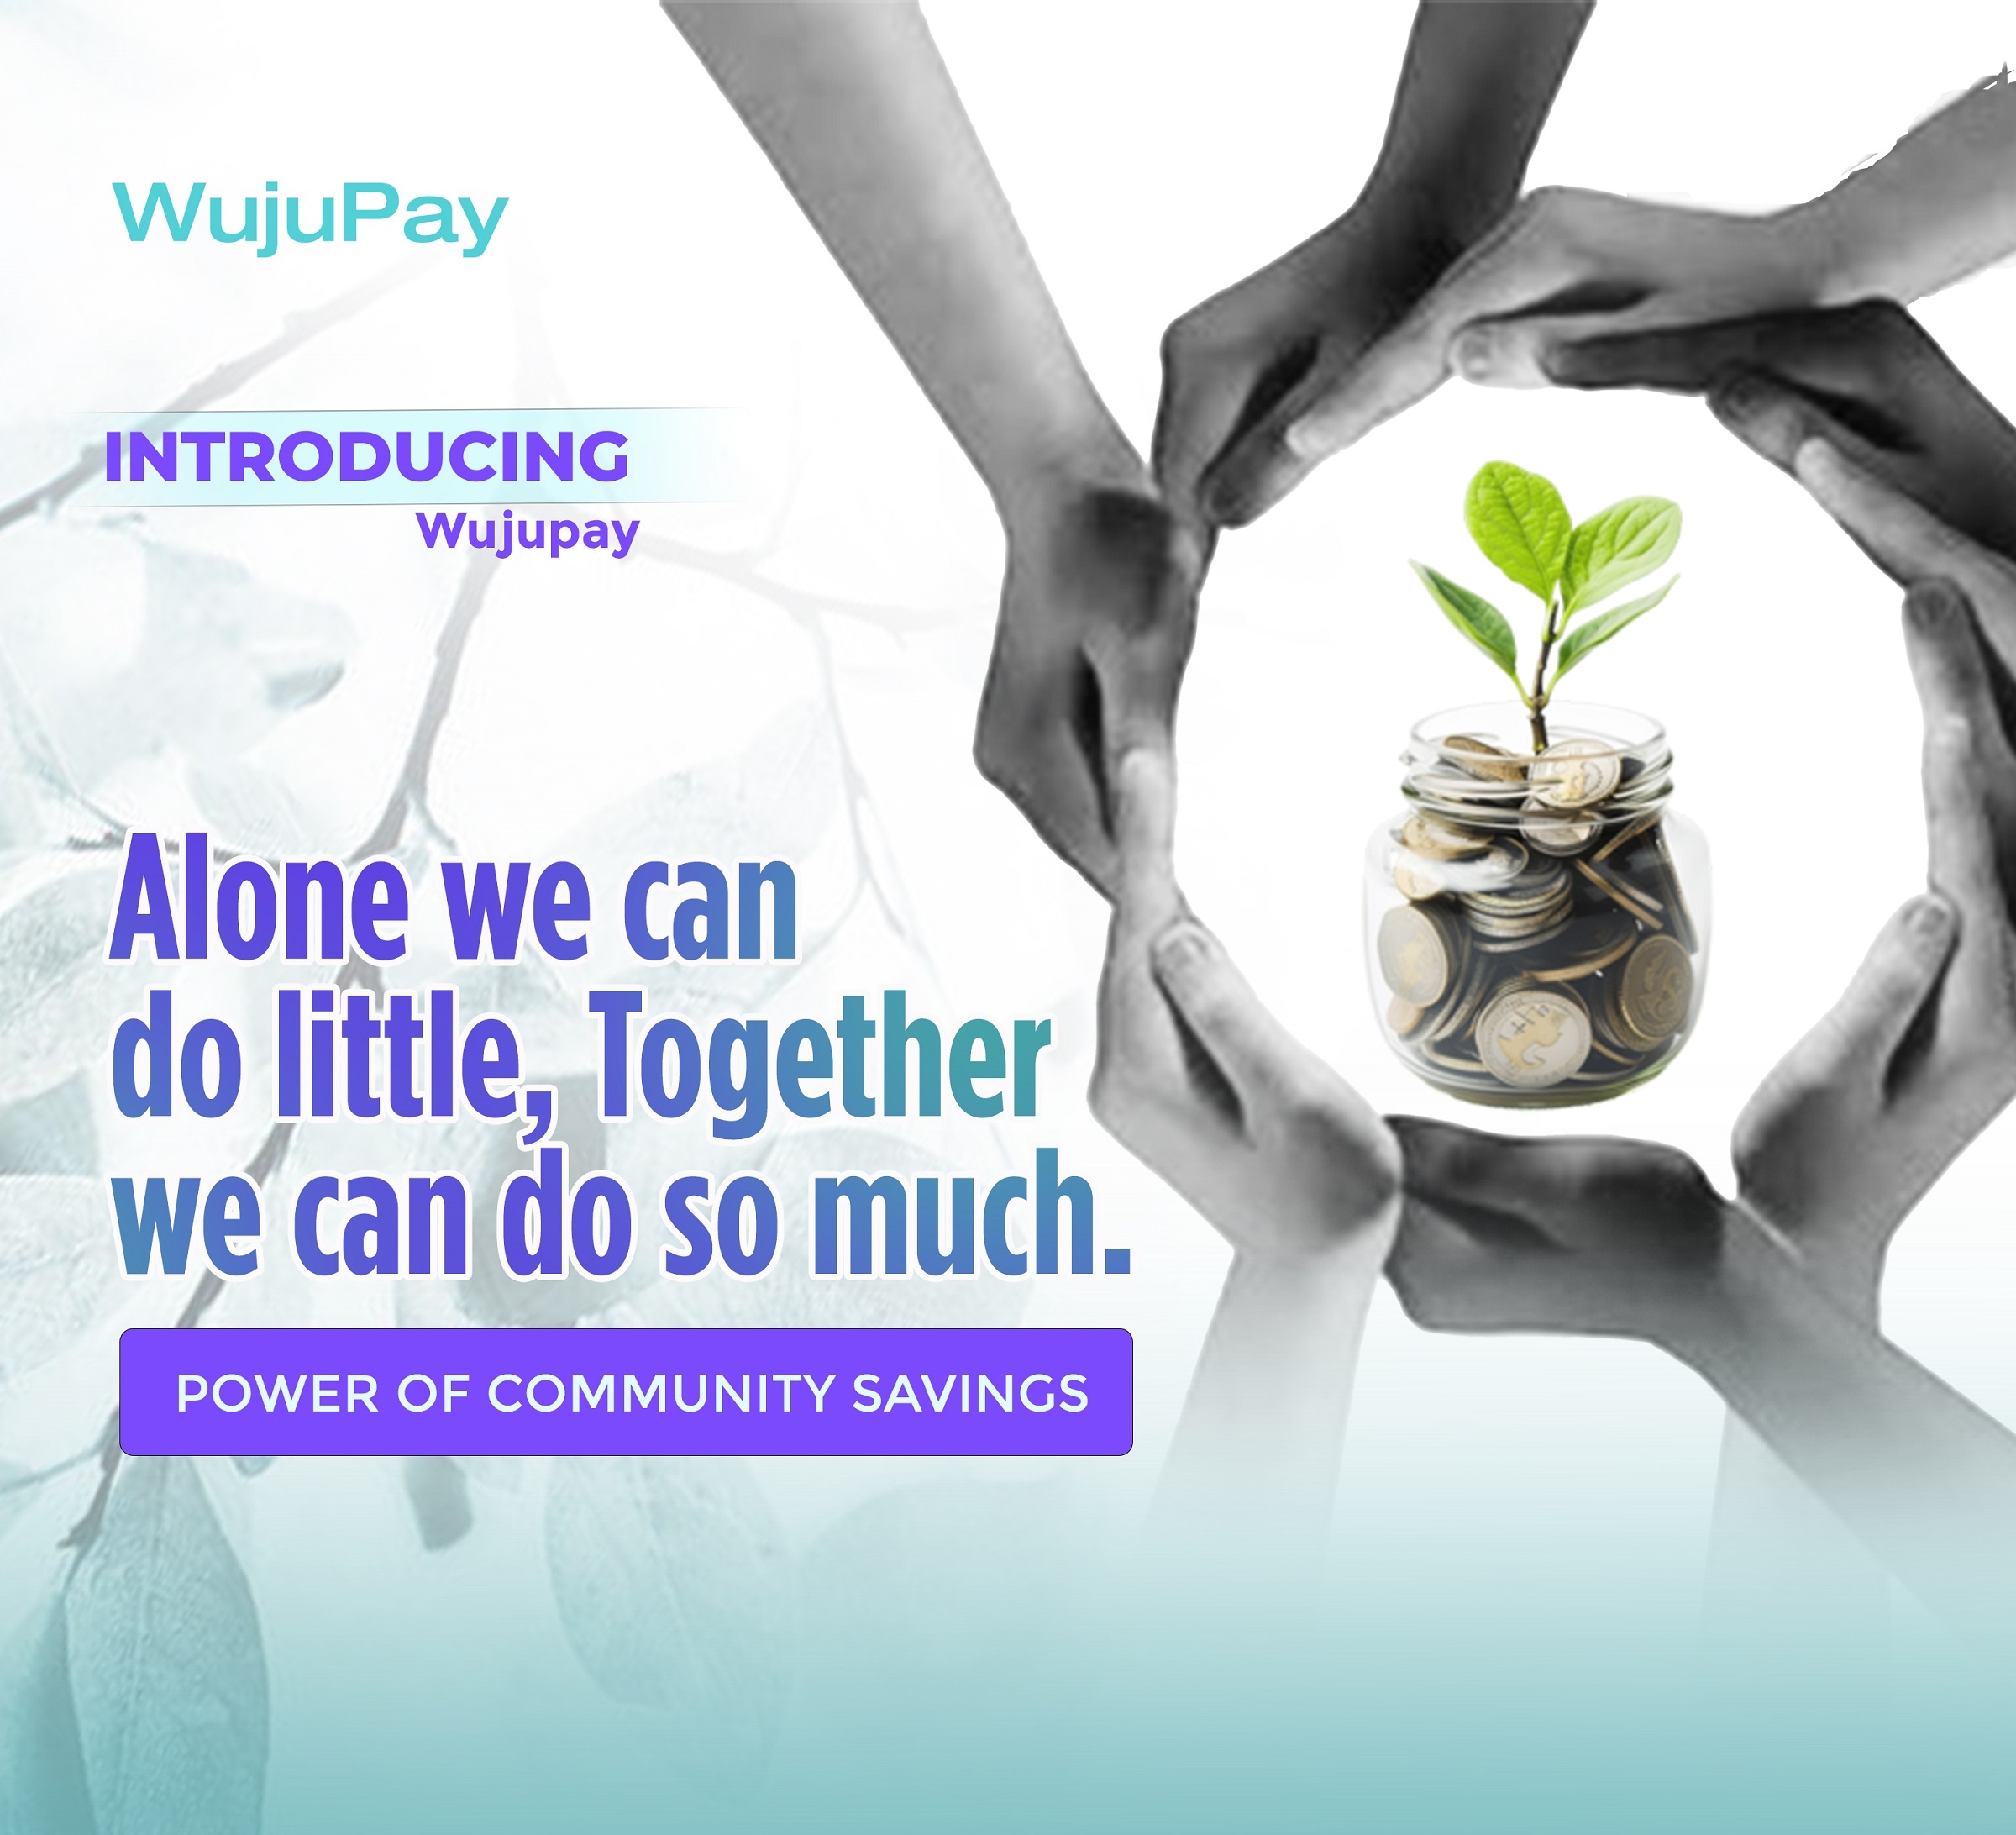 WujuPay
INTRODUCING
Wujupay
Alone we can
do little, Together
we can do so much.
POWER OF COMMUNITY SAVINGS